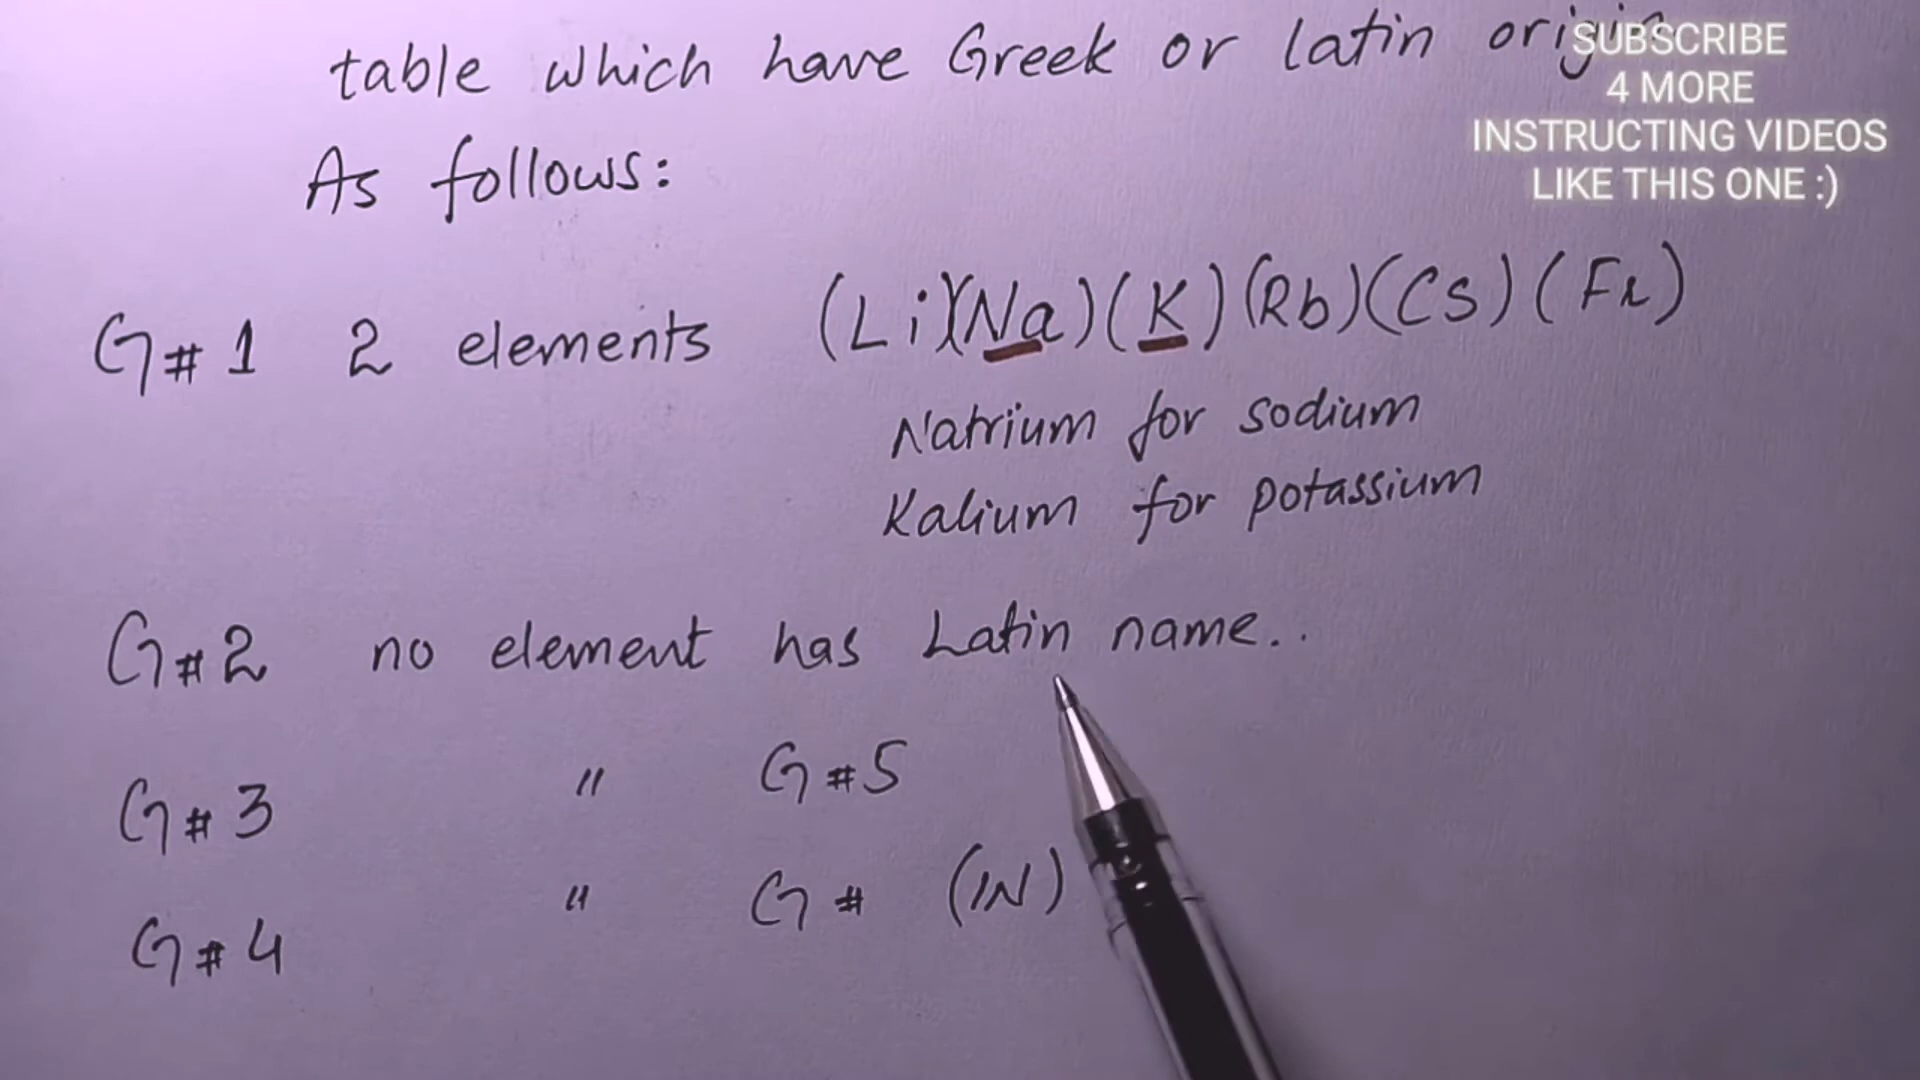 table which have Greek or latin origin
As follows:
G#1 2 elements (Li)(Na)(K)(Rb)(Cs)(Fr)
Natrium for sodium
Kalium for potassium
G#2 no element has Latin name..
G#3 " G#5
G#4 " G# (IN)
SUBSCRIBE
4 MORE
INSTRUCTING VIDEOS
LIKE THIS ONE :)